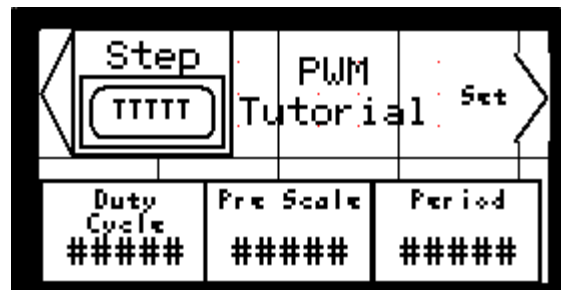 Step
PWM
TTTTT
Tutorial
Set
Duty
Cycle
Pre Scale
Period
#####
#####
#####